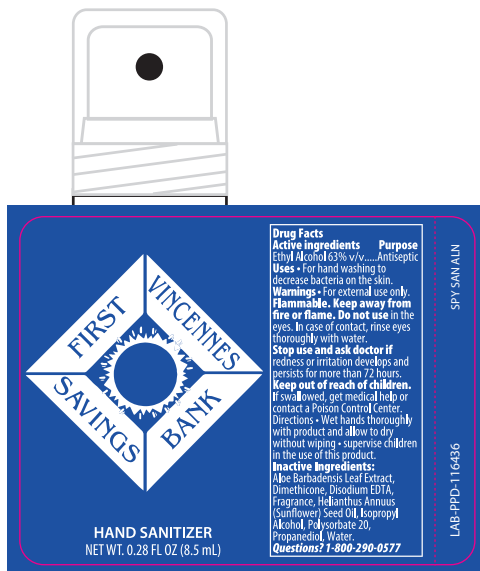 FIRST
VINCENNES
SAVINGS
BANK
HAND SANITIZER
NET WT. 0.28 FL OZ (8.5 mL)
Drug Facts
Active ingredients Purpose
Ethyl Alcohol 63% v/v.....Antiseptic
Uses • For hand washing to
decrease bacteria on the skin.
Warnings • For external use only.
Flammable. Keep away from
fire or flame. Do not use in the
eyes. In case of contact, rinse eyes
thoroughly with water.
Stop use and ask doctor if
redness or irritation develops and
persists for more than 72 hours.
Keep out of reach of children.
If swallowed, get medical help or
contact a Poison Control Center.
Directions • Wet hands thoroughly
with product and allow to dry
without wiping • supervise children
in the use of this product.
Inactive Ingredients:
Aloe Barbadensis Leaf Extract,
Dimethicone, Disodium EDTA,
Fragrance, Helianthus Annuus
(Sunflower) Seed Oil, Isopropyl
Alcohol, Polysorbate 20,
Propanediol, Water.
Questions? 1-800-290-0577
SPY SAN ALN
LAB-PPD-116436